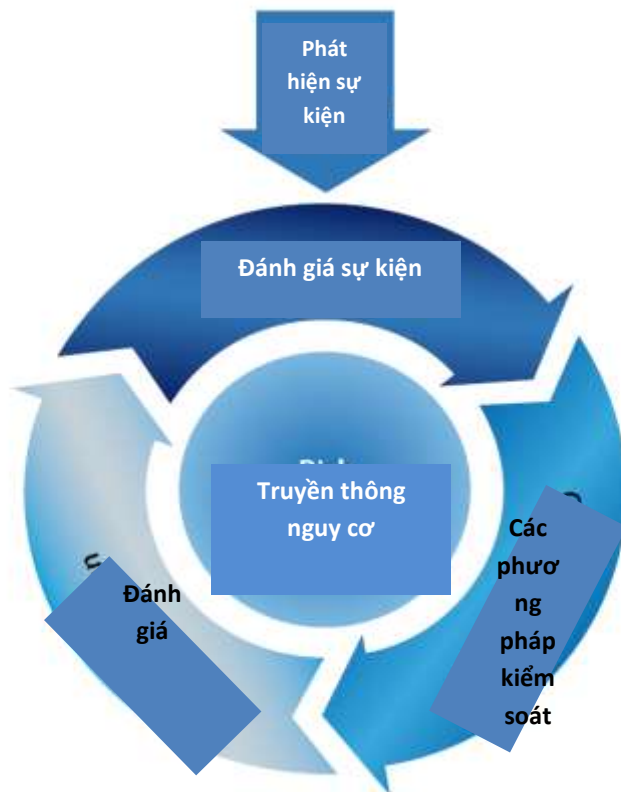 Phát
hiện sự
kiện
Đánh giá sự kiện
Truyền thông
nguy cơ
Các
phươ
ng
pháp
kiểm
soát
Đánh
giá